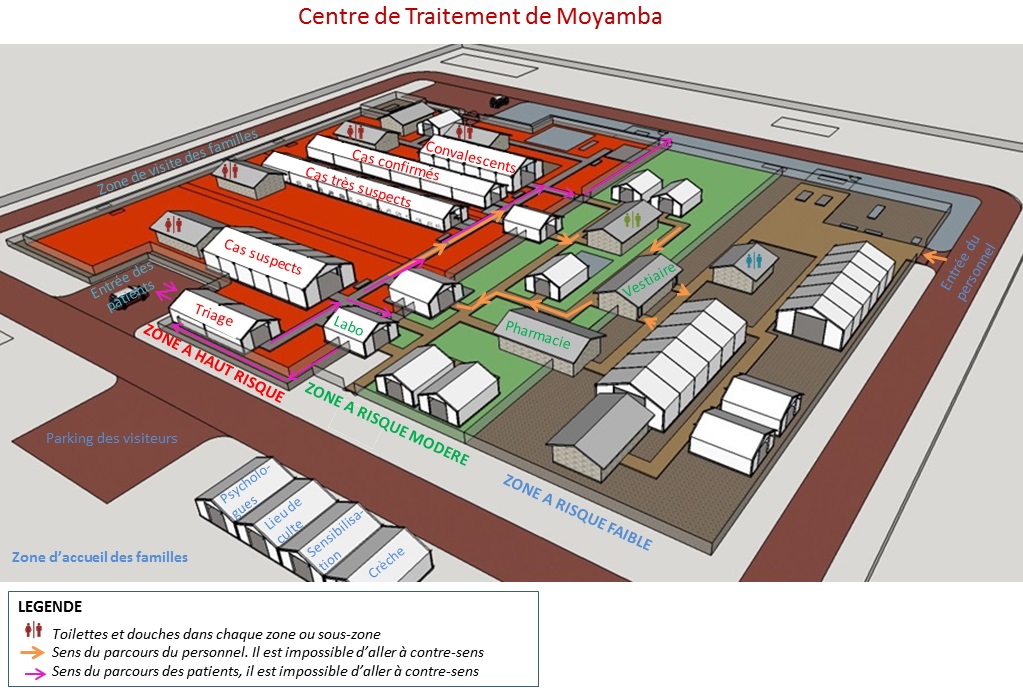 Centre de Traitement de Moyamba
Zone de visite des familles
Convalescents
Cas confirmés
Cas très suspects
Cas suspects
Entrée des
patients
Triage
Labo
Vestiaire
Pharmacie
Entrée du
personnel
ZONE A HAUT RISQUE
ZONE A RISQUE MODERE
ZONE A RISQUE FAIBLE
Parking des visiteurs
Psycholo-
gues
Lieu de
culte
Sensibilisa-
tion
Crèche
Zone d'accueil des familles
LEGENDE
Toilettes et douches dans chaque zone ou sous-zone
Sens du parcours du personnel. Il est impossible d'aller à contre-sens
Sens du parcours des patients, il est impossible d'aller à contre-sens